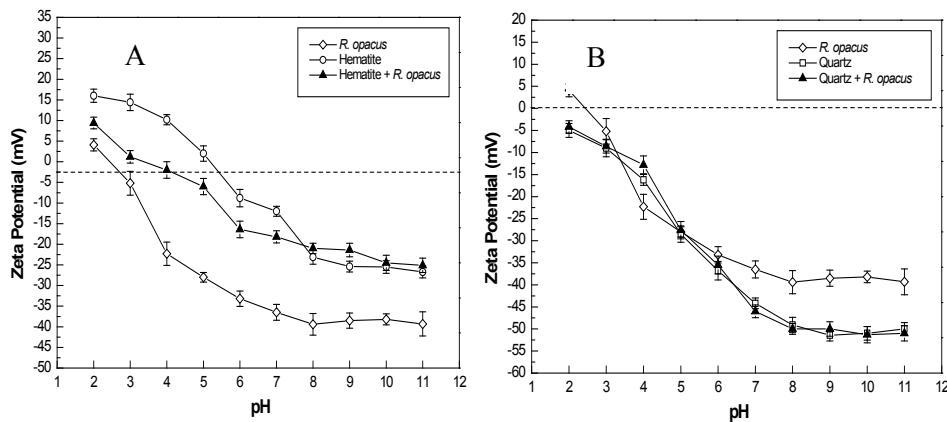 A
R. opacus
Hematite
Hematite + R. opacus
Zeta Potential (mV)
35
30
25
20
15
10
5
0
-5
-10
-15
-20
-25
-30
-35
-40
-45
-50
1 2 3 4 5 6 7 8 9 10 11 12
pH
B
R. opacus
Quartz
Quartz + R. opacus
Zeta Potential (mV)
20
15
10
5
0
-5
-10
-15
-20
-25
-30
-35
-40
-45
-50
-55
-60
1 2 3 4 5 6 7 8 9 10 11 12
pH